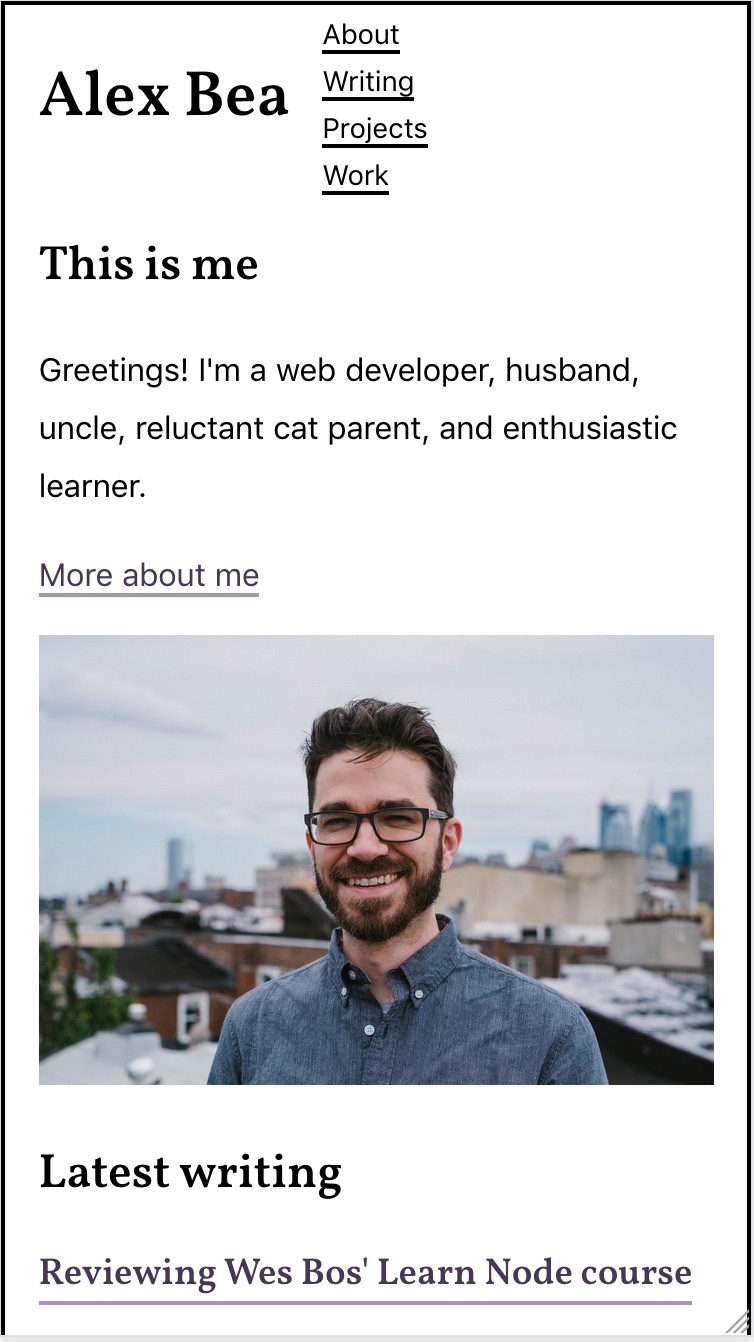 Alex Bea
About
Writing
Projects
Work
This is me
Greetings! I'm a web developer, husband,
uncle, reluctant cat parent, and enthusiastic
learner.
More about me
Latest writing
Reviewing Wes Bos' Learn Node course